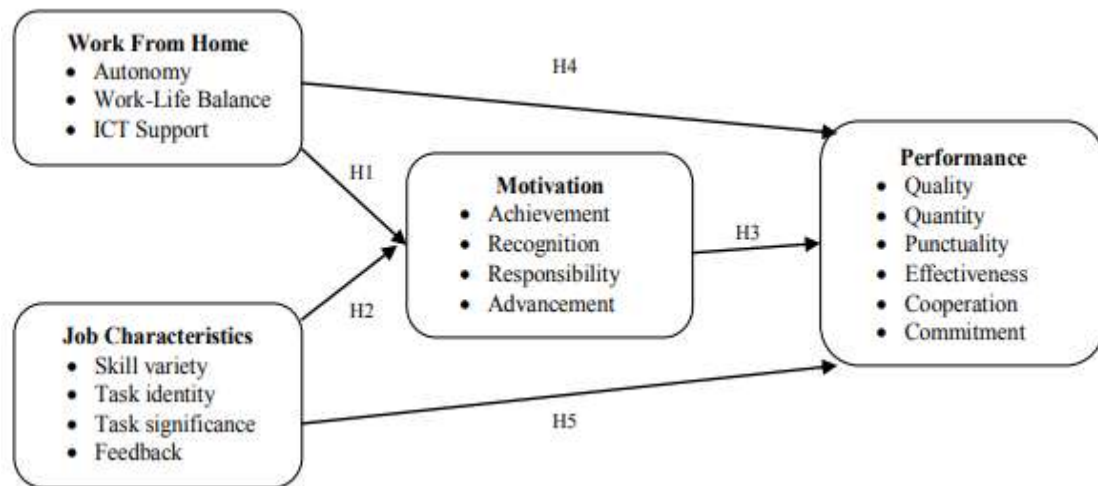 Work From Home
• Autonomy
• Work-Life Balance
• ICT Support
H4
H1
Motivation
• Achievement
• Recognition
• Responsibility
• Advancement
H3
Performance
• Quality
• Quantity
• Punctuality
• Effectiveness
• Cooperation
• Commitment
H2
Job Characteristics
• Skill variety
• Task identity
• Task significance
• Feedback
H5